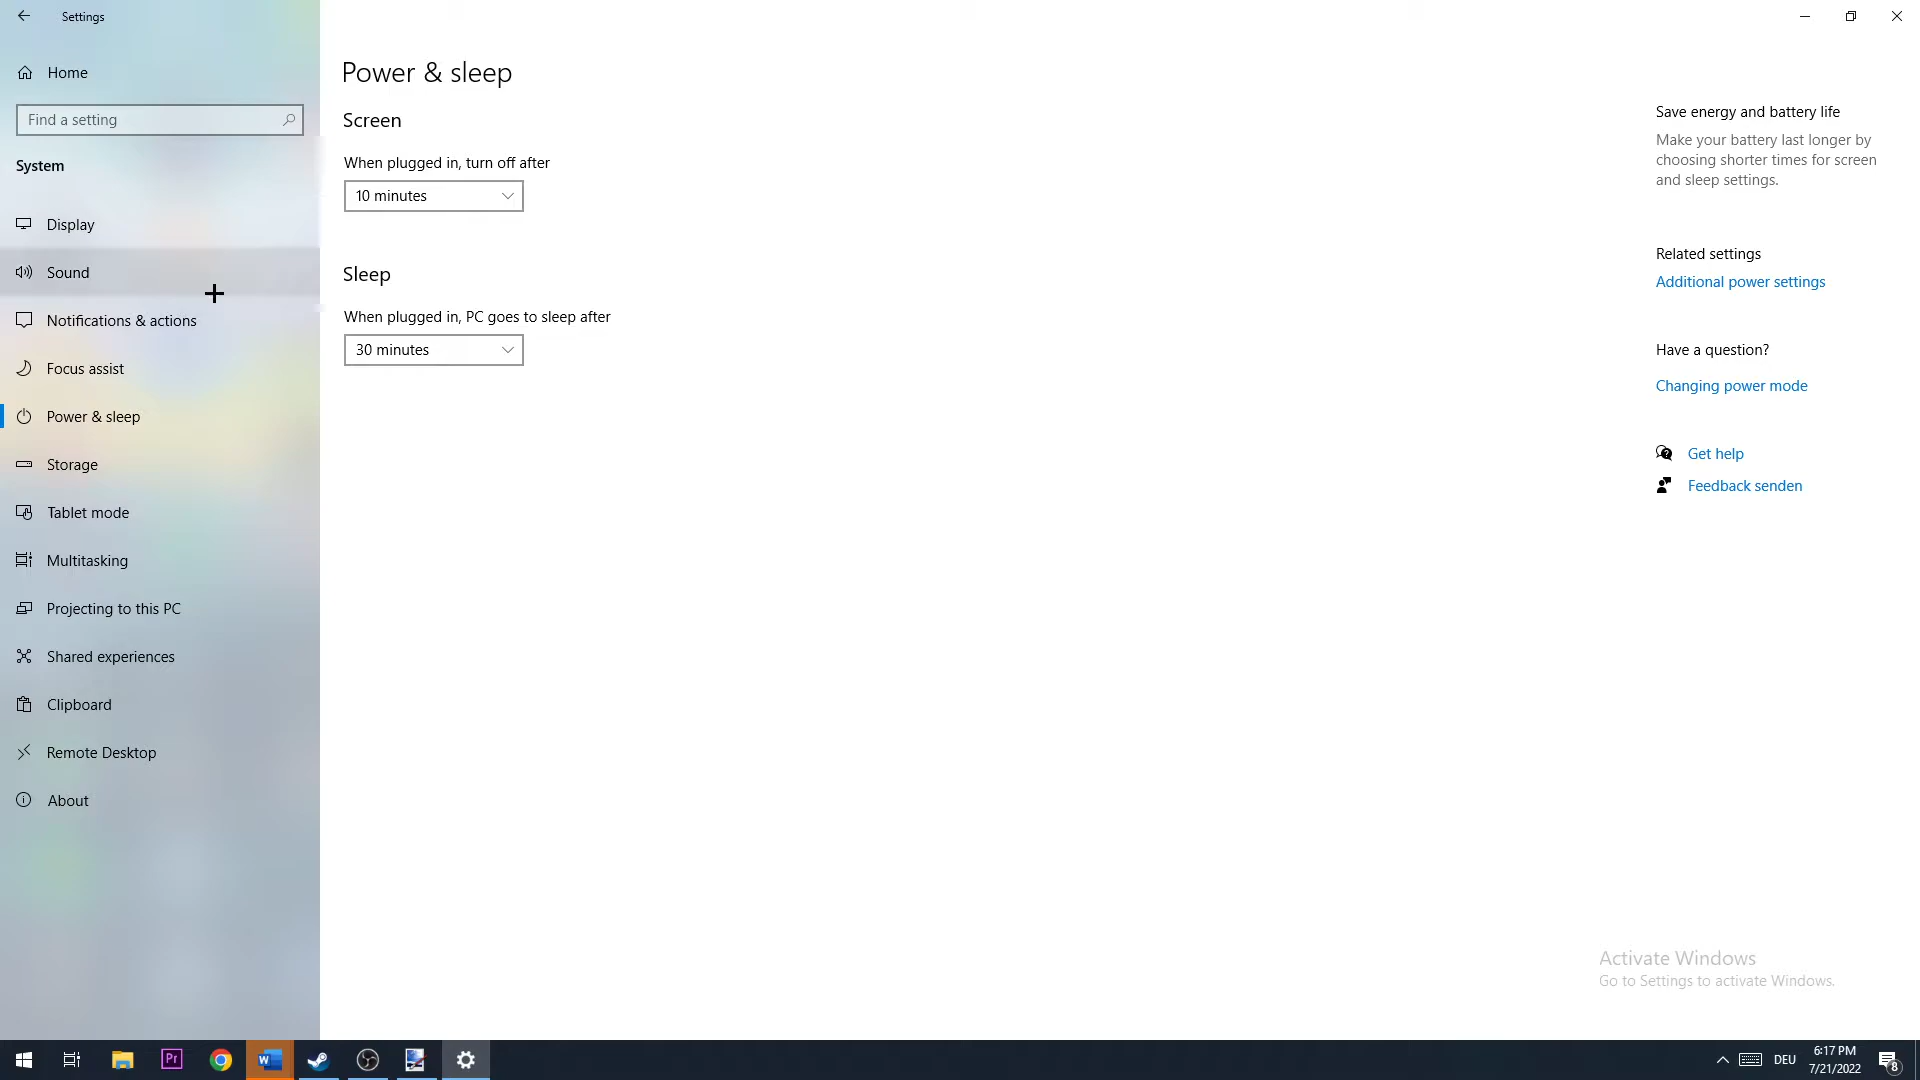 Settings
Home
Find a setting
System
Display
Sound
Notifications & actions
Focus assist
Power & sleep
Storage
Tablet mode
Multitasking
Projecting to this PC
Shared experiences
Clipboard
Remote Desktop
About
Power & sleep
Screen
When plugged in, turn off after
10 minutes
Sleep
When plugged in, PC goes to sleep after
30 minutes
Save energy and battery life
Make your battery last longer by
choosing shorter times for screen
and sleep settings.
Related settings
Additional power settings
Have a question?
Changing power mode
Get help
Feedback senden
Activate Windows
Go to Settings to activate Windows.
Pr
W
DEU
6:17 PM
7/21/2022
8